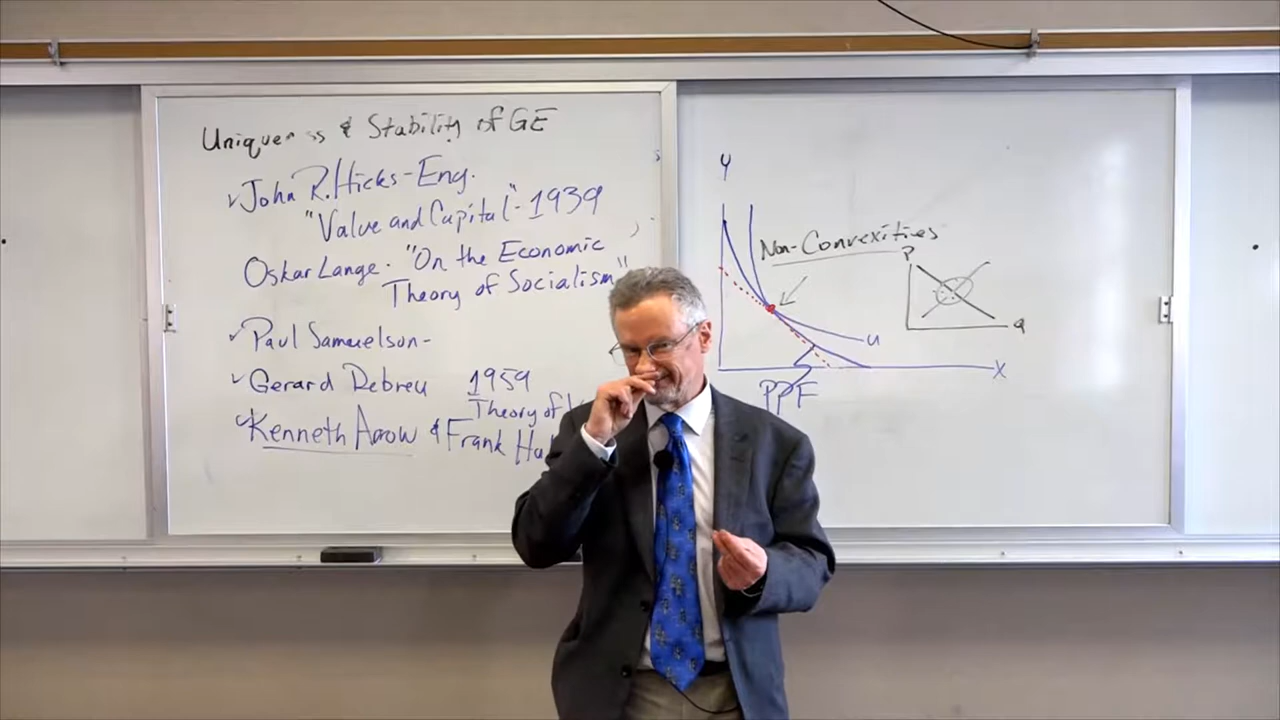 Uniqueness & Stability of GE
John R. Hicks-Eng.
"Value and Capital"-1939
Oskar Lange. "On the Economic
Theory of Socialism"
Paul Samuelson-
Gerard Debreu 1959
Theory of
Kenneth Arrow & Frank
Y
Non-Convexities
P
Q
u
X
PPF